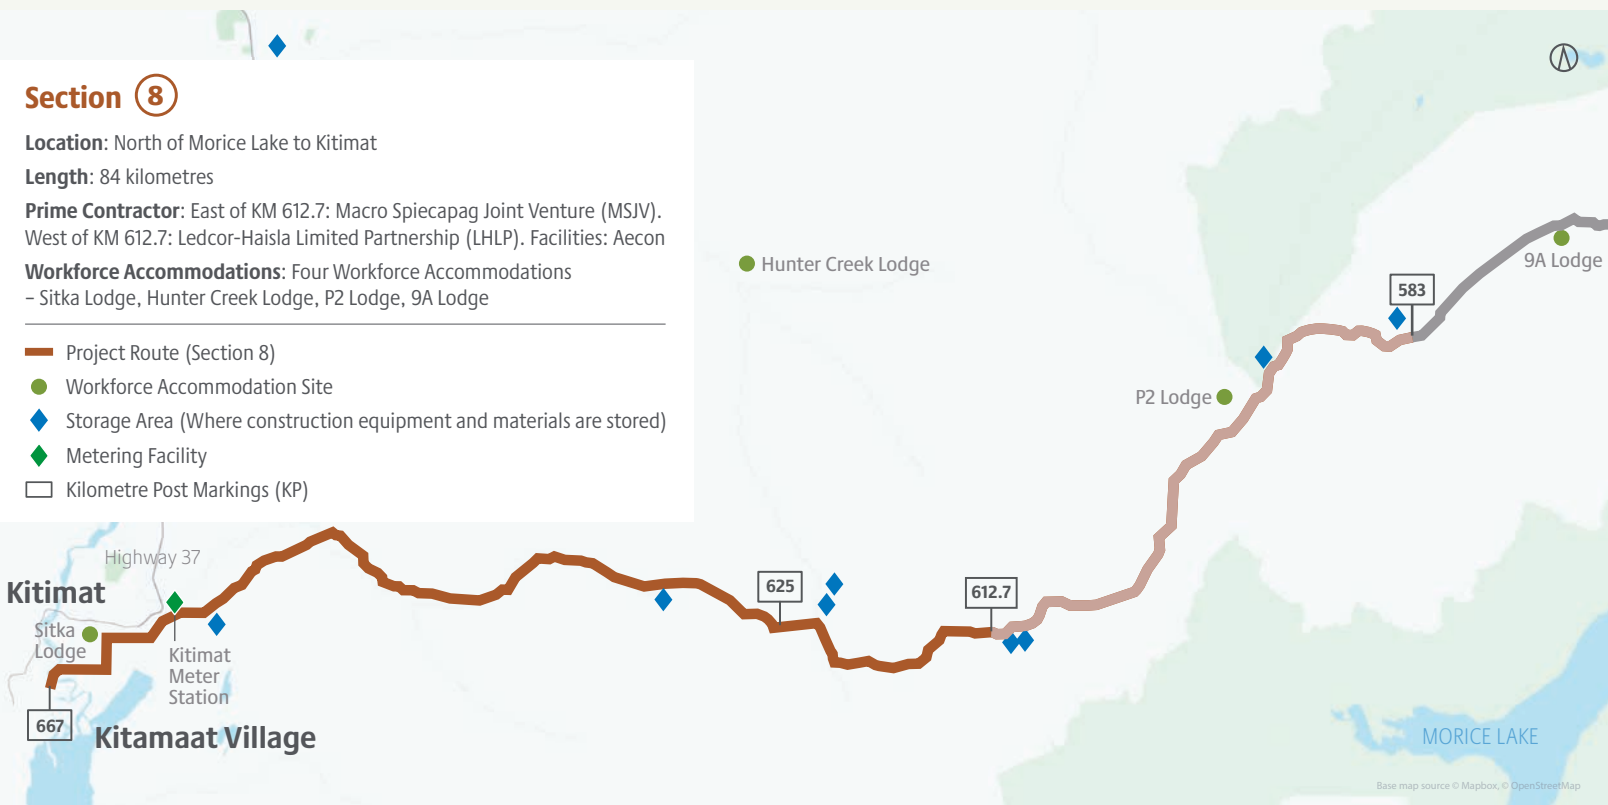 Section 8
Location: North of Morice Lake to Kitimat
Length: 84 kilometres
Prime Contractor: East of KM 612.7: Macro Spiecapag Joint Venture (MSJV).
West of KM 612.7: Ledcor-Haisla Limited Partnership (LHLP). Facilities: Aecon
Workforce Accommodations: Four Workforce Accommodations
– Sitka Lodge, Hunter Creek Lodge, P2 Lodge, 9A Lodge
Project Route (Section 8)
Workforce Accommodation Site
Storage Area (Where construction equipment and materials are stored)
Metering Facility
Kilometre Post Markings (KP)
Hunter Creek Lodge
9A Lodge
583
P2 Lodge
Highway 37
Kitimat
625
612.7
Sitka
Lodge
Kitimat
Meter
Station
667
Kitamaat Village
MORICE LAKE
Base map source © Mapbox, © OpenStreetMap